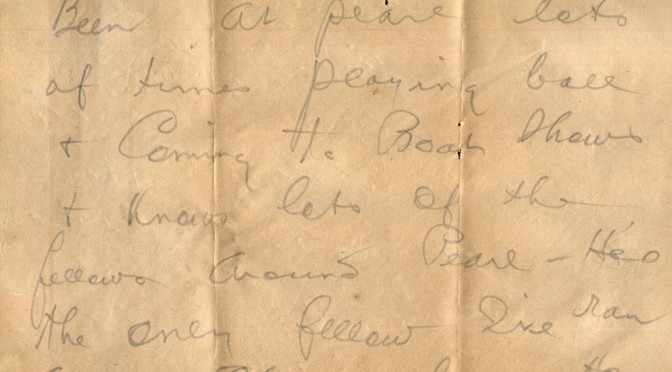 Been at pearl lots
of times playing ball
+ Coming to Boat Shows
+ Knows lots of the
fellows around Pearl - He's
the only fellow I've ran